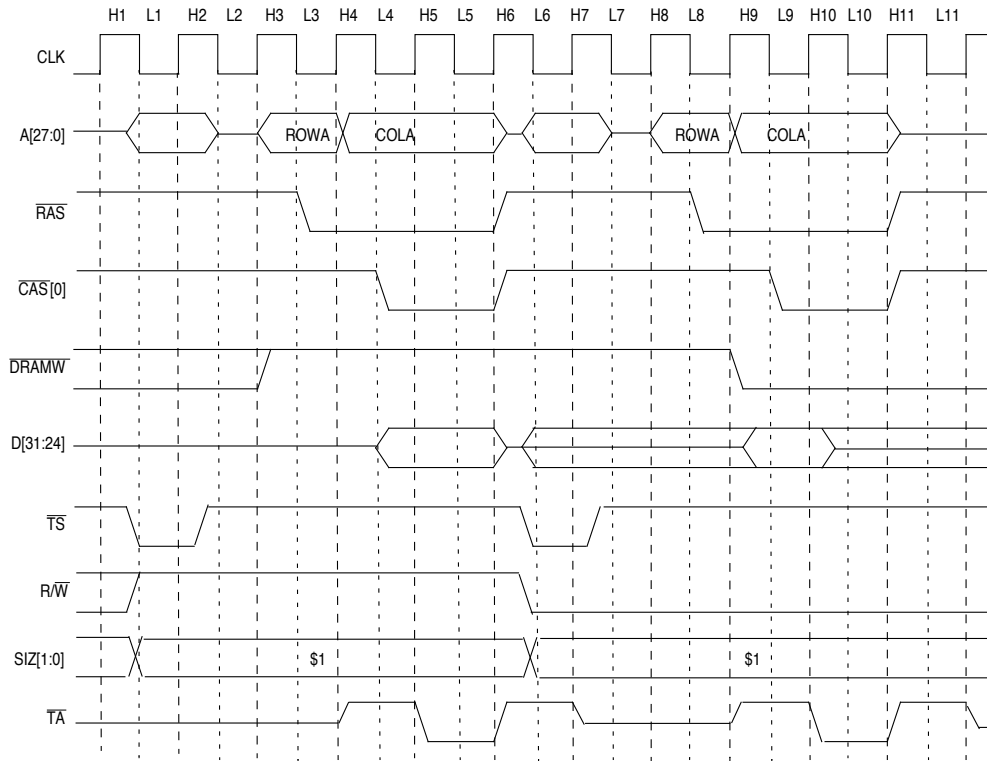 H1 L1 H2 L2 H3 L3 H4 L4 H5 L5 H6 L6 H7 L7 H8 L8 H9 L9 H10 L10 H11 L11
CLK
A[27:0] ROWA COLA ROWA COLA
RAS
CAS[0]
DRAMW
D[31:24]
TS
R/W
SIZ[1:0] $1 $1
TA